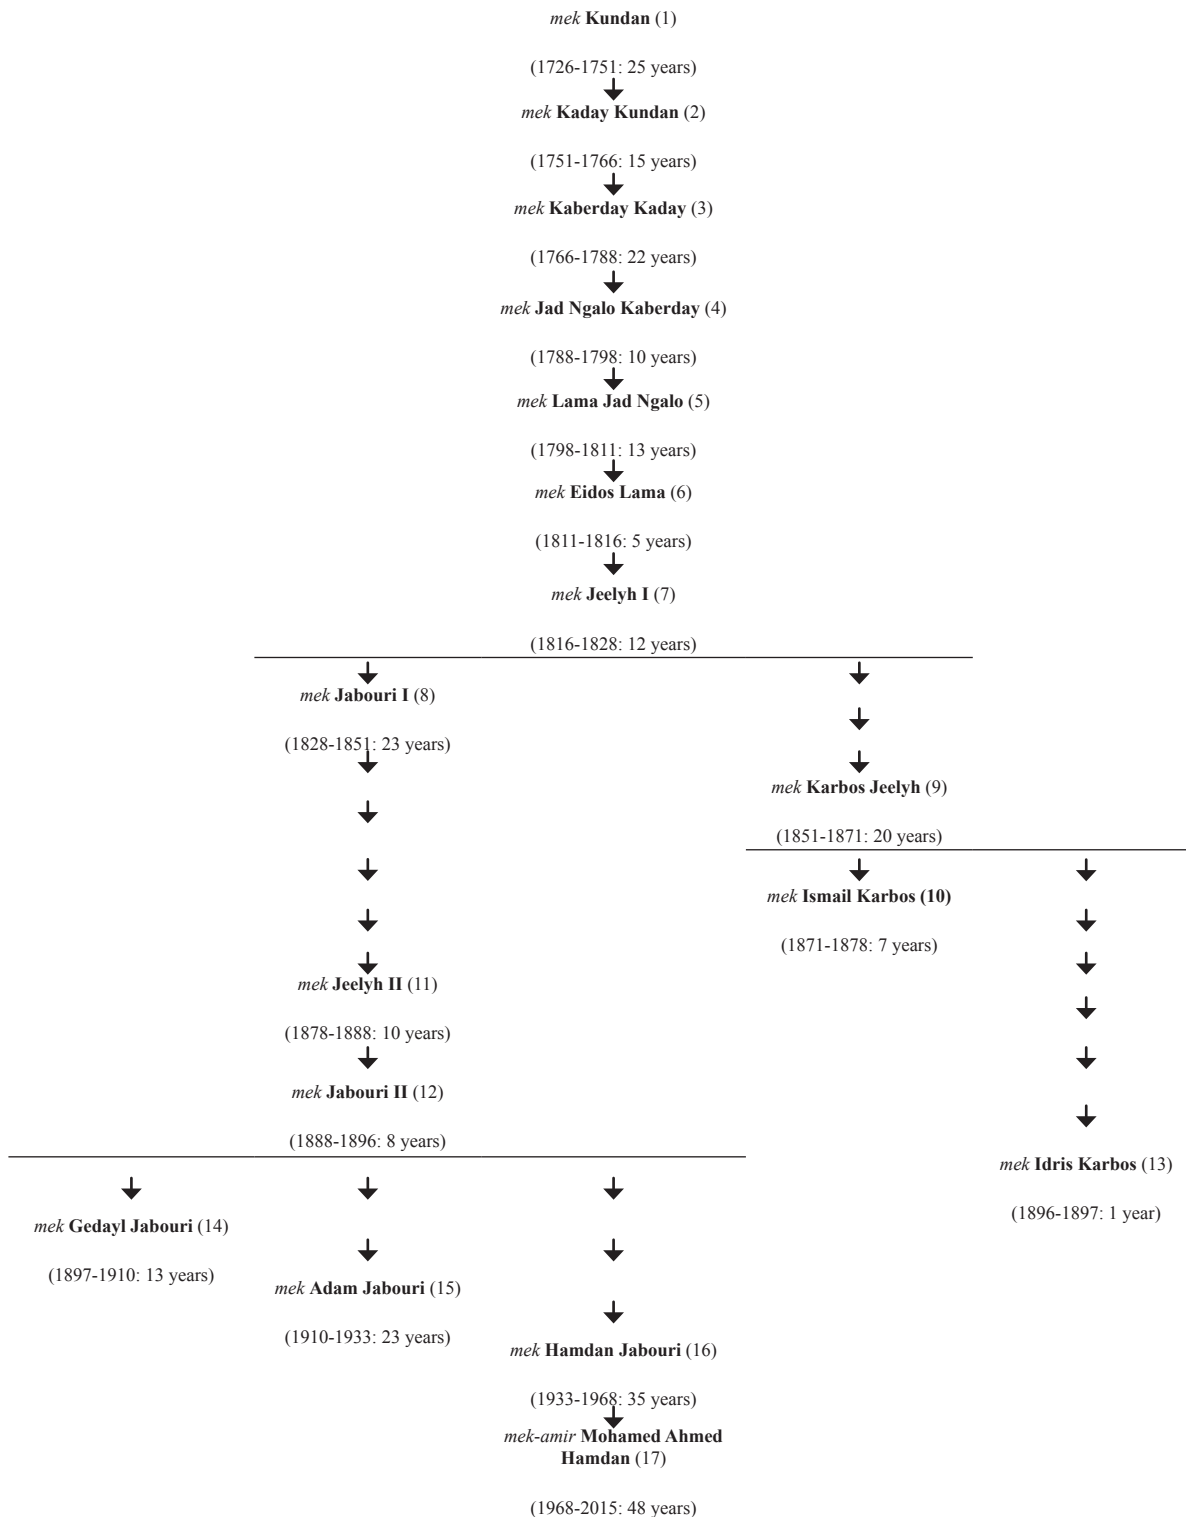 mek Kundan (1)
(1726-1751: 25 years)
mek Kaday Kundan (2)
(1751-1766: 15 years)
mek Kaberday Kaday (3)
(1766-1788: 22 years)
mek Jad Ngalo Kaberday (4)
(1788-1798: 10 years)
mek Lama Jad Ngalo (5)
(1798-1811: 13 years)
mek Eidos Lama (6)
(1811-1816: 5 years)
mek Jeelyh I (7)
(1816-1828: 12 years)
mek Jabouri I (8)
(1828-1851: 23 years)
mek Karbos Jeelyh (9)
(1851-1871: 20 years)
mek Ismail Karbos (10)
(1871-1878: 7 years)
mek Jeelyh II (11)
(1878-1888: 10 years)
mek Jabouri II (12)
(1888-1896: 8 years)
mek Idris Karbos (13)
(1896-1897: 1 year)
mek Gedayl Jabouri (14)
(1897-1910: 13 years)
mek Adam Jabouri (15)
(1910-1933: 23 years)
mek Hamdan Jabouri (16)
(1933-1968: 35 years)
mek-amir Mohamed Ahmed
Hamdan (17)
(1968-2015: 48 years)